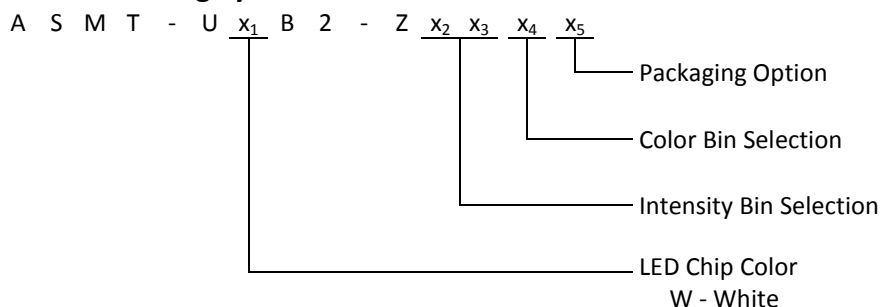 A S M T - U x₁ B 2 - Z x₂ x₃ x₄ x₅
Packaging Option
Color Bin Selection
Intensity Bin Selection
LED Chip Color
W - White